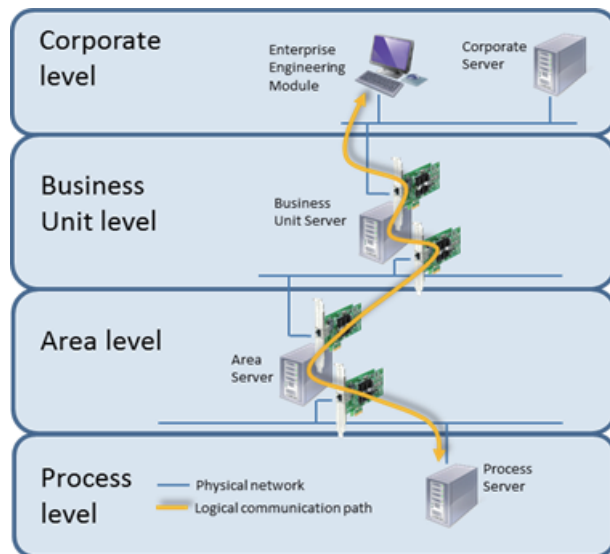 Corporate
level
Enterprise
Engineering
Module
Corporate
Server
Business
Unit level
Business
Unit Server
Area level
Area
Server
Process
level
Physical network
Logical communication path
Process
Server